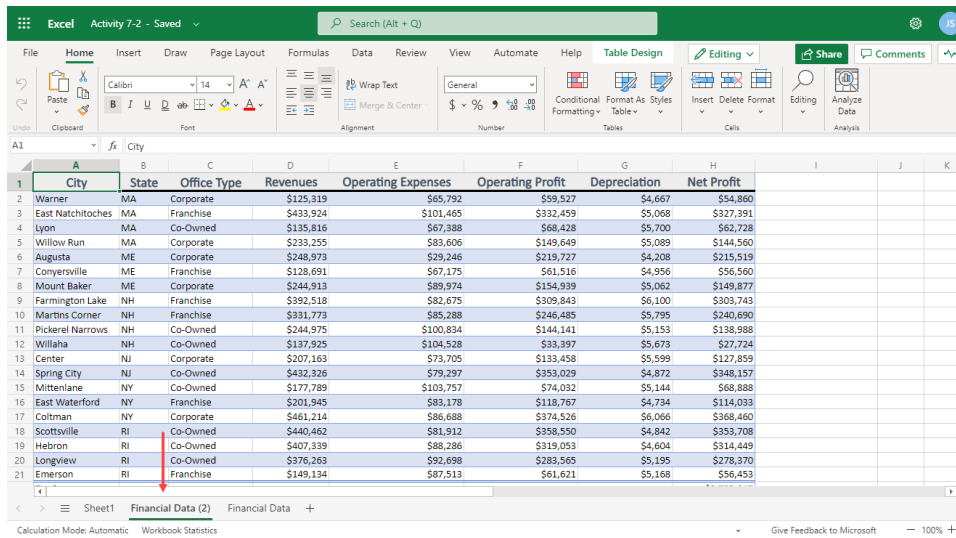 Excel Activity 7-2 - Saved Search (Alt + Q) JS
File Home Insert Draw Page Layout Formulas Data Review View Automate Help Table Design Editing Share Comments
Calibri 14 A^ A˅ ab Wrap Text General
Paste B I U D ab A Merge & Center $ % 9 .00 .00 Conditional Format As Styles Insert Delete Format Editing Analyze
Formatting Table Data
Undo Clipboard Font Alignment Number Tables Cells Analysis
A1 fx City
A B C D E F G H I J K
1 City State Office Type Revenues Operating Expenses Operating Profit Depreciation Net Profit
2 Warner MA Corporate $125,319 $65,792 $59,527 $4,667 $54,860
3 East Natchitoches MA Franchise $433,924 $101,465 $332,459 $5,068 $327,391
4 Lyon MA Co-Owned $135,816 $67,388 $68,428 $5,700 $62,728
5 Willow Run MA Corporate $233,255 $83,606 $149,649 $5,089 $144,560
6 Augusta ME Corporate $248,973 $29,246 $219,727 $4,208 $215,519
7 Conyersville ME Franchise $128,691 $67,175 $61,516 $4,956 $56,560
8 Mount Baker ME Corporate $244,913 $89,974 $154,939 $5,062 $149,877
9 Farmington Lake NH Franchise $392,518 $82,675 $309,843 $6,100 $303,743
10 Martins Corner NH Franchise $331,773 $85,288 $246,485 $5,795 $240,690
11 Pickerel Narrows NH Co-Owned $244,975 $100,834 $144,141 $5,153 $138,988
12 Willaha NH Co-Owned $137,925 $104,528 $33,397 $5,673 $27,724
13 Center NJ Corporate $207,163 $73,705 $133,458 $5,599 $127,859
14 Spring City NJ Co-Owned $432,326 $79,297 $353,029 $4,872 $348,157
15 Mittenlane NY Co-Owned $177,789 $103,757 $74,032 $5,144 $68,888
16 East Waterford NY Franchise $201,945 $83,178 $118,767 $4,734 $114,033
17 Coltman NY Corporate $461,214 $86,688 $374,526 $6,066 $368,460
18 Scottsville RI Co-Owned $440,462 $81,912 $358,550 $4,842 $353,708
19 Hebron RI Co-Owned $407,339 $88,286 $319,053 $4,604 $314,449
20 Longview RI Co-Owned $376,263 $92,698 $283,565 $5,195 $278,370
21 Emerson RI Franchise $149,134 $87,513 $61,621 $5,168 $56,453
Sheet1 Financial Data (2) Financial Data +
Calculation Mode: Automatic Workbook Statistics Give Feedback to Microsoft — 100% +